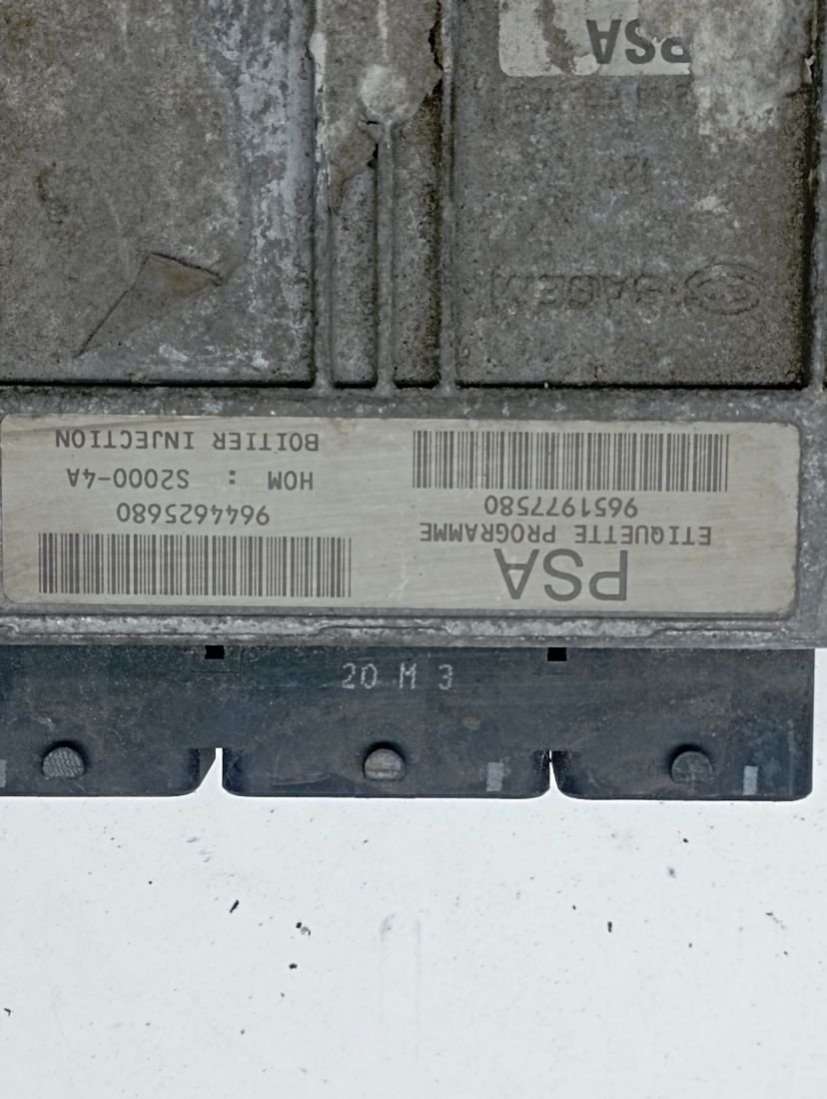 PSA
ETIQUETTE PROGRAMME
9651977580
9644625680
HOM : S2000-4A
BOITIER INJECTION
SAGEM
PSA
20 M 3